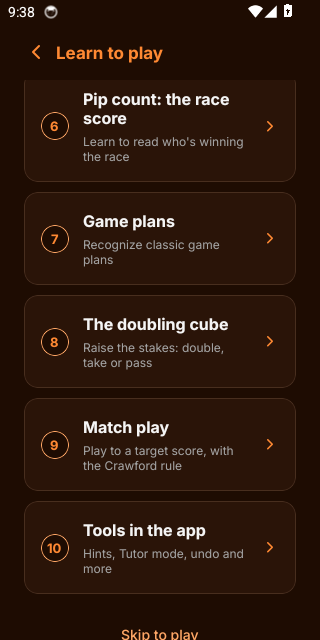 9:38
Learn to play
Pip count: the race
score
6
Learn to read who's winning
the race
Game plans
7
Recognize classic game
plans
The doubling cube
8
Raise the stakes: double,
take or pass
Match play
9
Play to a target score, with
the Crawford rule
Tools in the app
10
Hints, Tutor mode, undo and
more
Skip to play